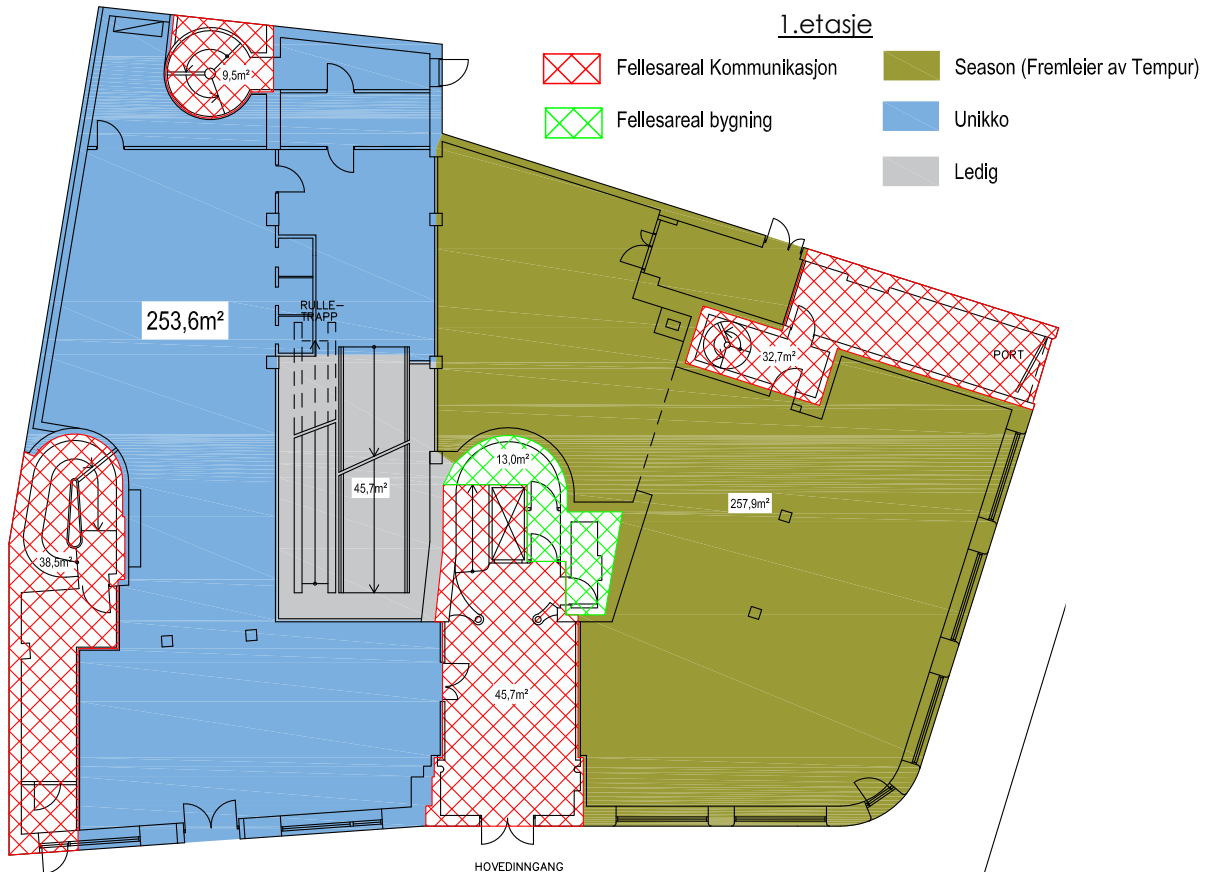 1.etasje
Fellesareal Kommunikasjon
Season (Fremleier av Tempur)
Fellesareal bygning
Unikko
Ledig
9,5m²
253,6m²
RULLE-
TRAPP
32,7m²
PORT
13,0m²
45,7m²
257,9m²
38,5m²
45,7m²
HOVEDINNGANG